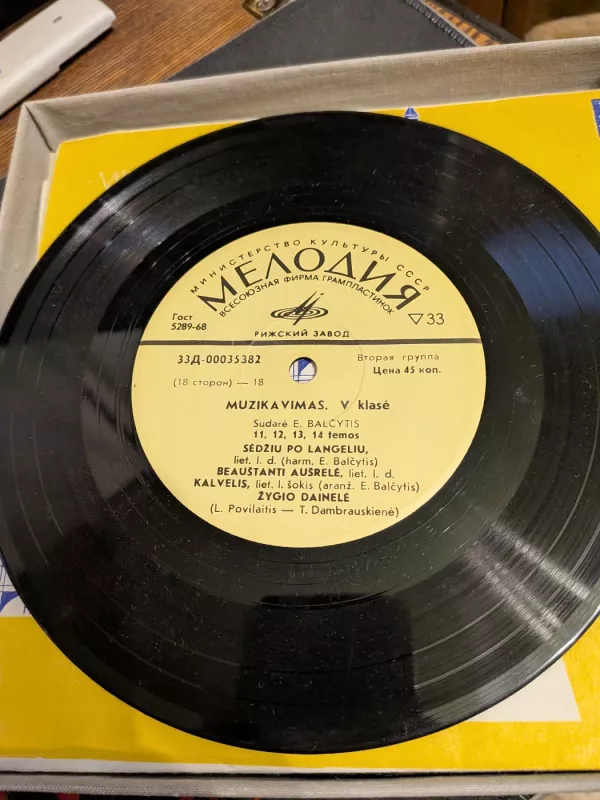 МИНИСТЕРСТВО КУЛЬТУРЫ СССР
МЕЛОДИЯ
ВСЕСОЮЗНАЯ ФИРМА ГРАМПЛАСТИНОК
Гост
5289-68
▽33
РИЖСКИЙ ЗАВОД
33Д-00035382
Вторая группа
(18 сторон) — 18
Цена 45 коп.
MUZIKAVIMAS. V klasė
Sudarė E. BALČYTIS
11, 12, 13, 14 temos
SĖDŽIU PO LANGELIU,
liet. l. d. (harm. E. Balčytis)
BEAUŠTANTI AUŠRELĖ, liet. l. d.
KALVELIS, liet. l. šokis (aranž. E. Balčytis)
ŽYGIO DAINELĖ
(L. Povilaitis — T. Dambrauskienė)